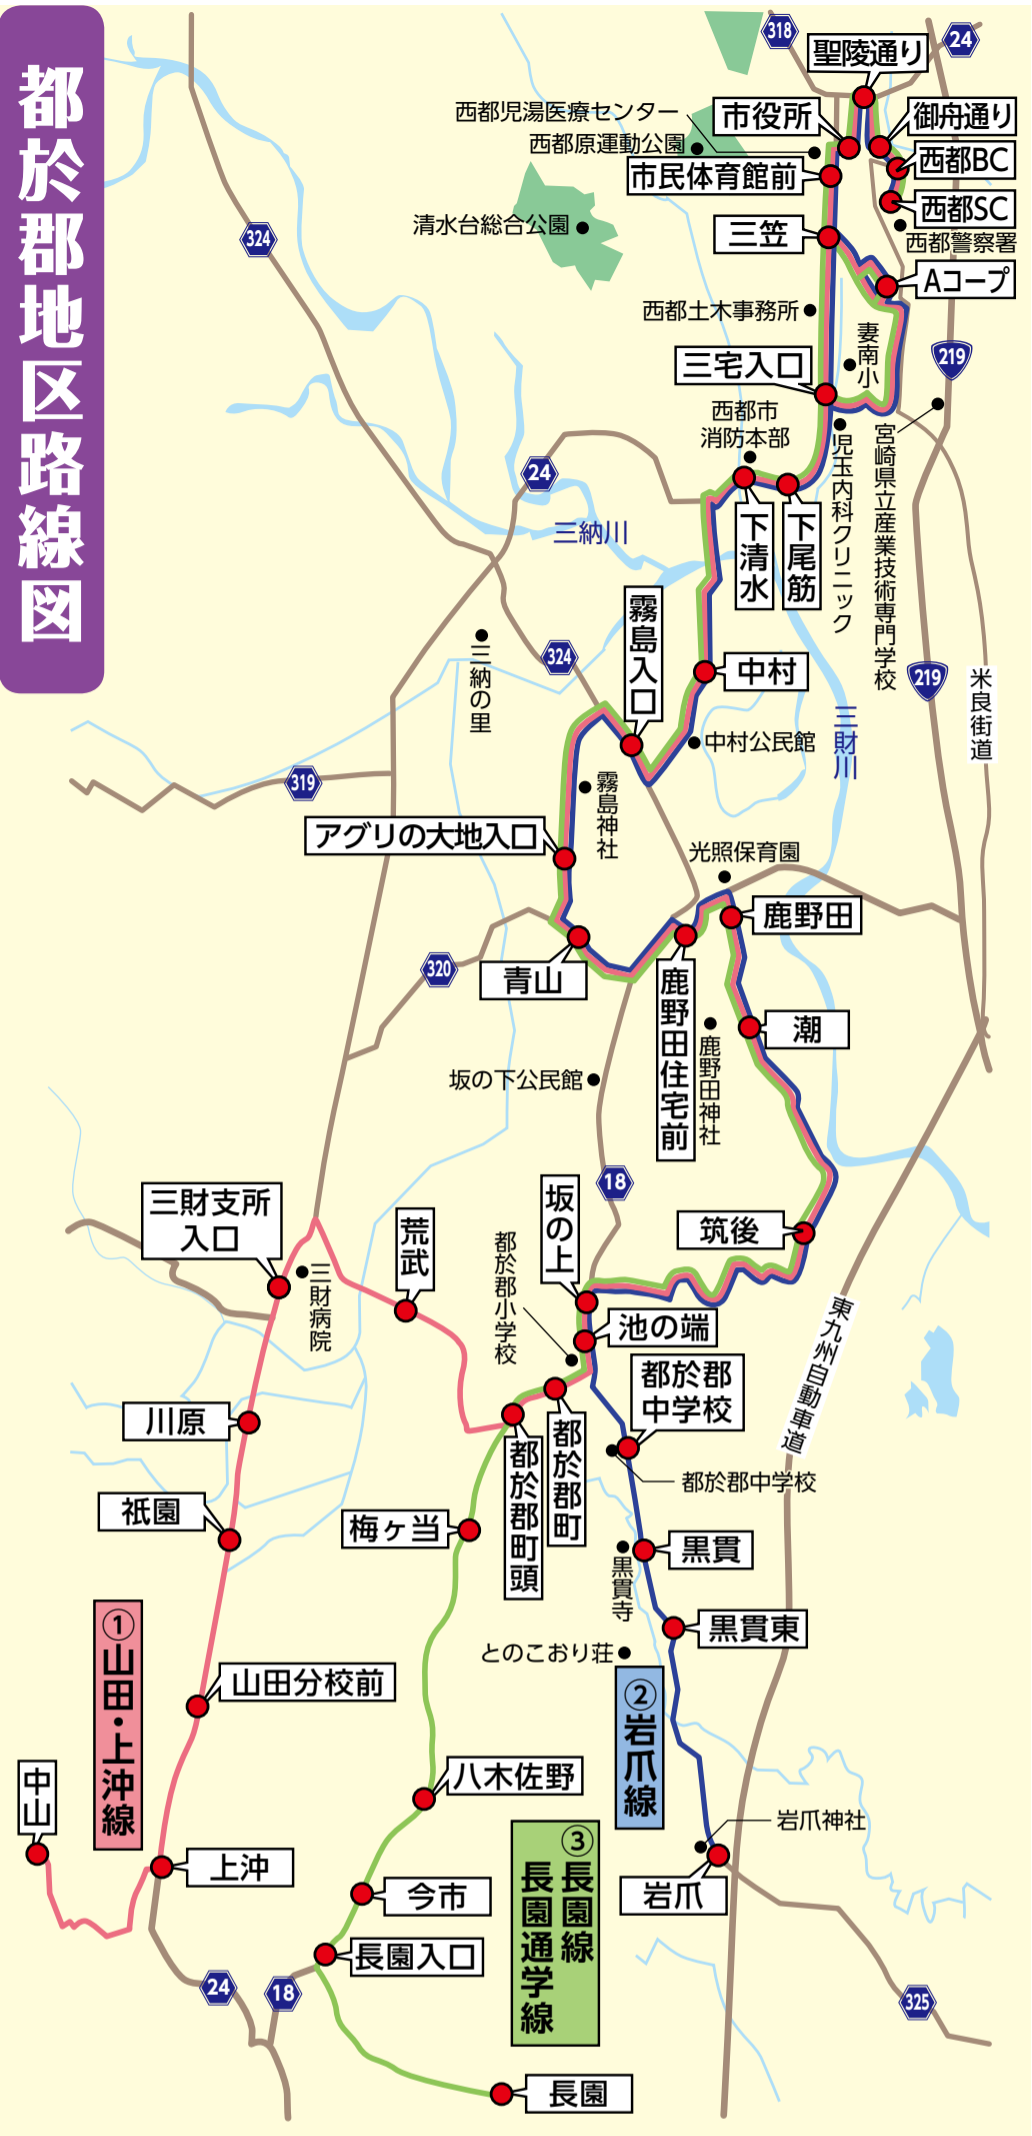 都於郡地区路線図
318
24
聖陵通り
西都児湯医療センター
市役所
御舟通り
西都原運動公園
西都BC
市民体育館前
西都SC
清水台総合公園
三笠
西都警察署
324
Aコープ
西都土木事務所
妻南小
三宅入口
219
西都市
消防本部
児玉内科クリニック
宮崎県立産業技術専門学校
24
三納川
下清水
下尾筋
霧島入口
324
三納の里
中村
219
米良街道
三財川
中村公民館
319
霧島神社
アグリの大地入口
光照保育園
鹿野田
320
青山
鹿野田住宅前
潮
鹿野田神社
坂の下公民館
18
坂の上
三財支所
入口
荒武
筑後
都於郡小学校
三財病院
池の端
東九州自動車道
都於郡
中学校
川原
都於郡町頭
都於郡町
都於郡中学校
祇園
梅ヶ当
黒貫
黒貫寺
①山田・上沖線
黒貫東
とのこおり荘
山田分校前
②岩爪線
中山
八木佐野
③長園線
長園通学線
岩爪神社
上沖
今市
岩爪
長園入口
24
18
325
長園